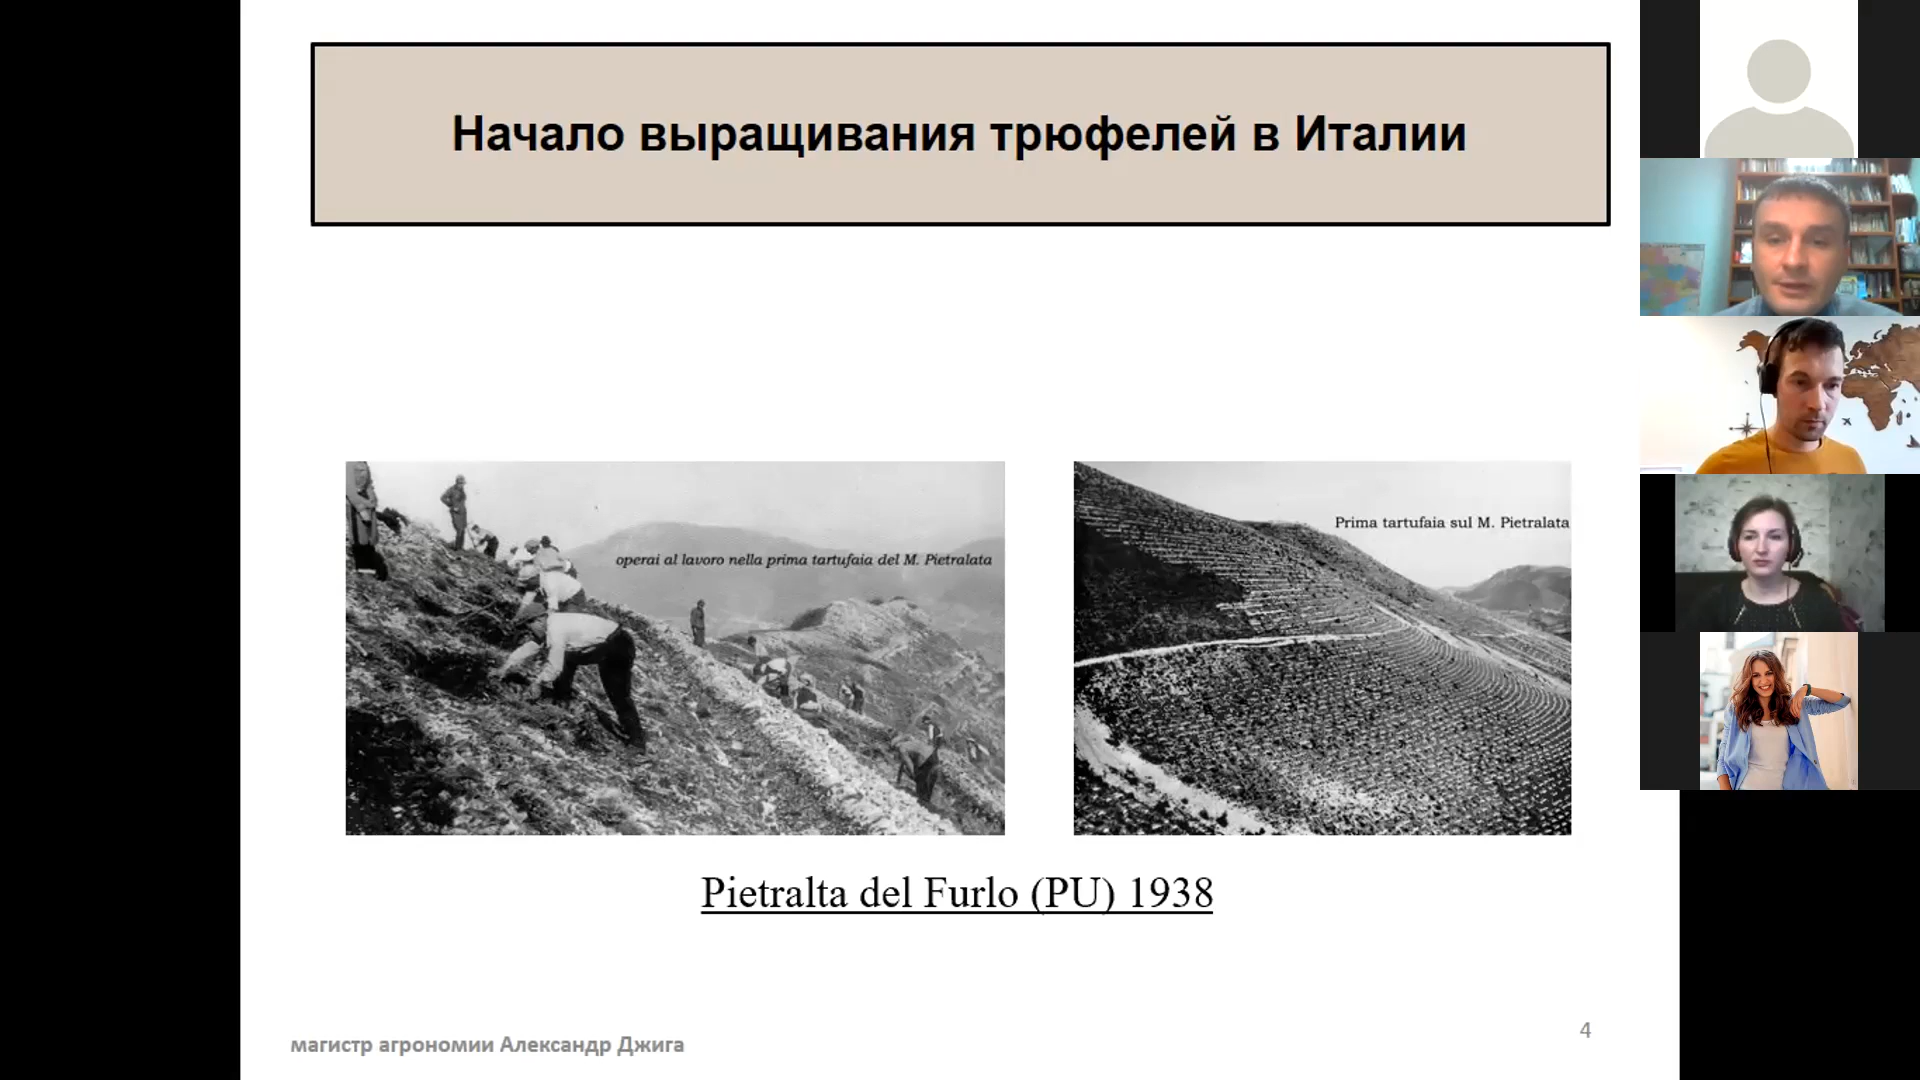 Начало выращивания трюфелей в Италии
operai al lavoro nella prima tartufaia del M. Pietralata
Prima tartufaia sul M. Pietralata
Pietralta del Furlo (PU) 1938
магистр агрономии Александр Джига
4